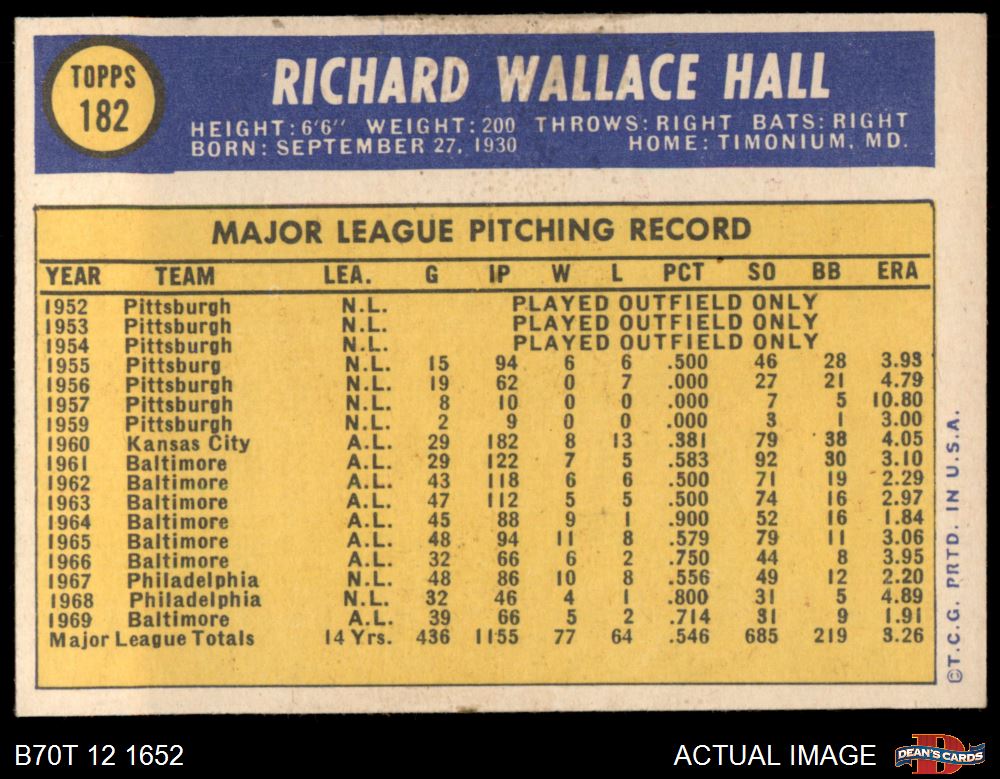 TOPPS
182
RICHARD WALLACE HALL
HEIGHT: 6'6" WEIGHT: 200 THROWS: RIGHT BATS: RIGHT
BORN: SEPTEMBER 27, 1930 HOME: TIMONIUM, MD.
MAJOR LEAGUE PITCHING RECORD
YEAR TEAM LEA. G IP W L PCT SO BB ERA
1952 Pittsburgh N.L. PLAYED OUTFIELD ONLY
1953 Pittsburgh N.L. PLAYED OUTFIELD ONLY
1954 Pittsburgh N.L. PLAYED OUTFIELD ONLY
1955 Pittsburg N.L. 15 94 6 6 .500 46 28 3.93
1956 Pittsburgh N.L. 19 62 0 7 .000 27 21 4.79
1957 Pittsburgh N.L. 8 10 0 0 .000 7 5 10.80
1959 Pittsburgh N.L. 2 9 0 0 .000 3 1 3.00
1960 Kansas City A.L. 29 182 8 13 .381 79 38 4.05
1961 Baltimore A.L. 29 122 7 5 .583 92 30 3.10
1962 Baltimore A.L. 43 118 6 6 .500 71 19 2.29
1963 Baltimore A.L. 47 112 5 5 .500 74 16 2.97
1964 Baltimore A.L. 45 88 9 1 .900 52 16 1.84
1965 Baltimore A.L. 48 94 11 8 .579 79 11 3.06
1966 Baltimore A.L. 32 66 6 2 .750 44 8 3.95
1967 Philadelphia N.L. 48 86 10 8 .556 49 12 2.20
1968 Philadelphia N.L. 32 46 4 1 .800 31 5 4.89
1969 Baltimore A.L. 39 66 5 2 .714 31 9 1.91
Major League Totals 14 Yrs. 436 1155 77 64 .546 685 219 3.26
©T.C.G. PRTD. IN U.S.A.
B70T 12 1652 ACTUAL IMAGE
D
DEAN'S CARDS